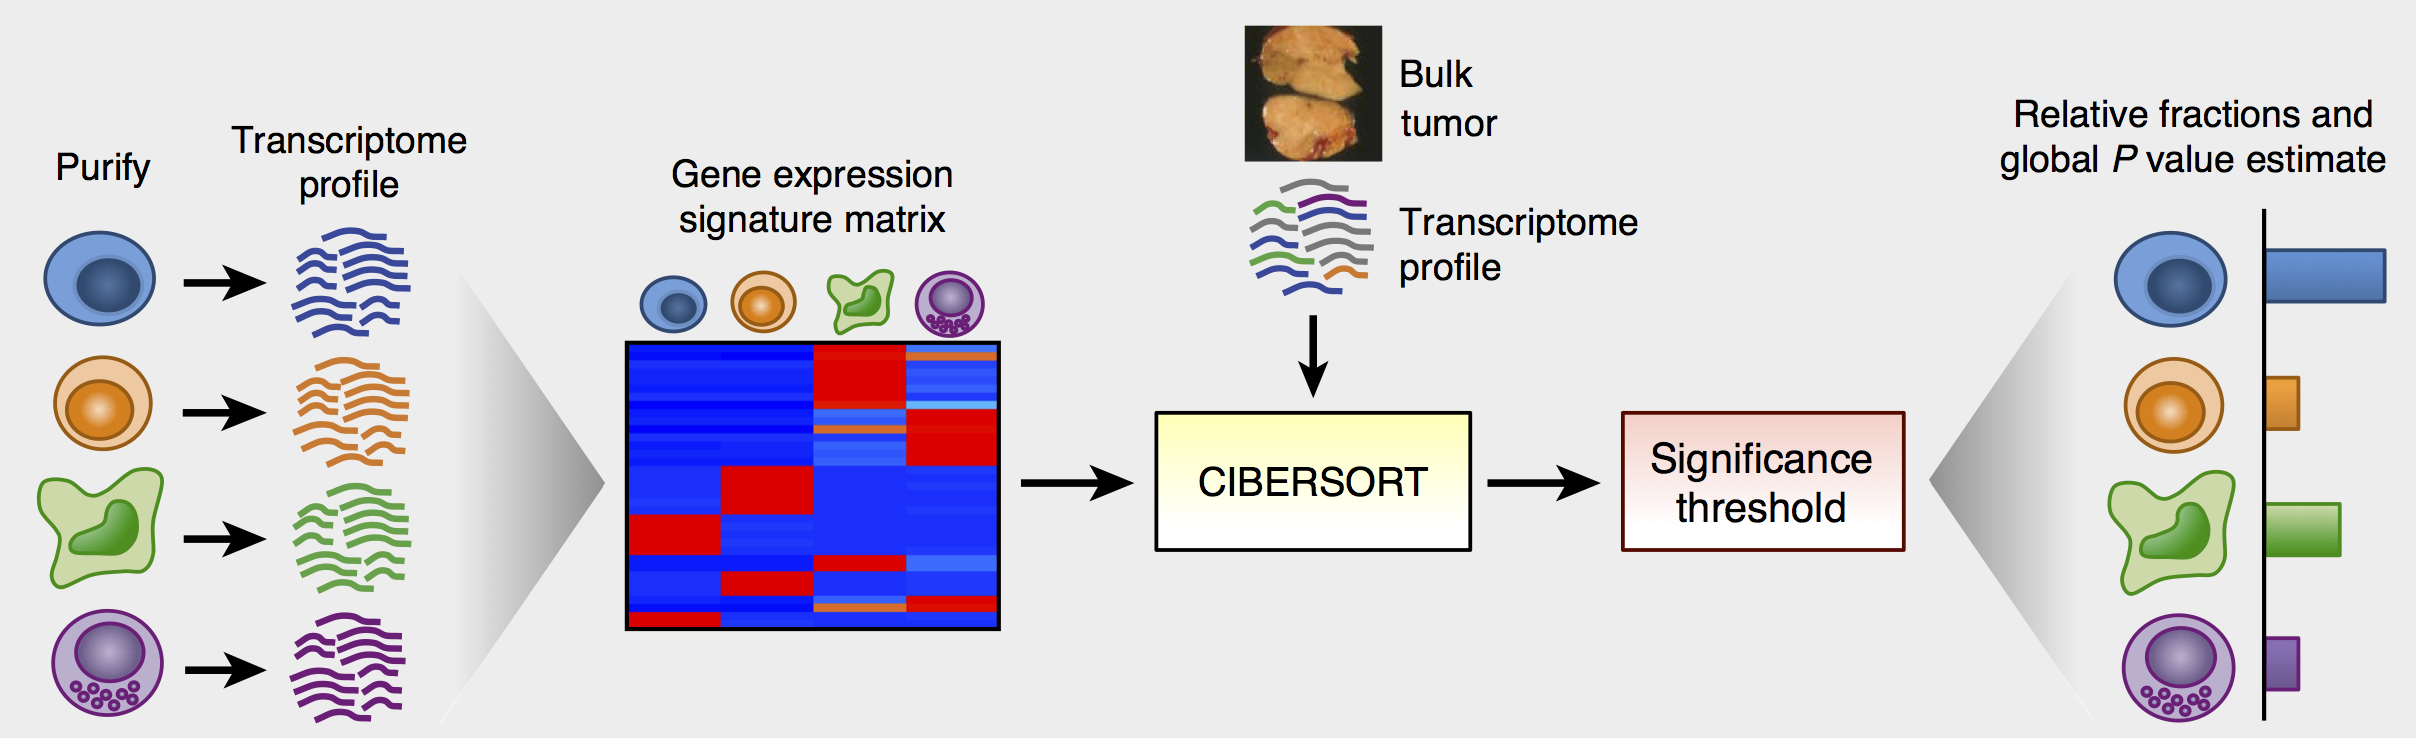 Purify
Transcriptome
profile
Gene expression
signature matrix
Bulk
tumor
Transcriptome
profile
CIBERSORT
Significance
threshold
Relative fractions and
global P value estimate